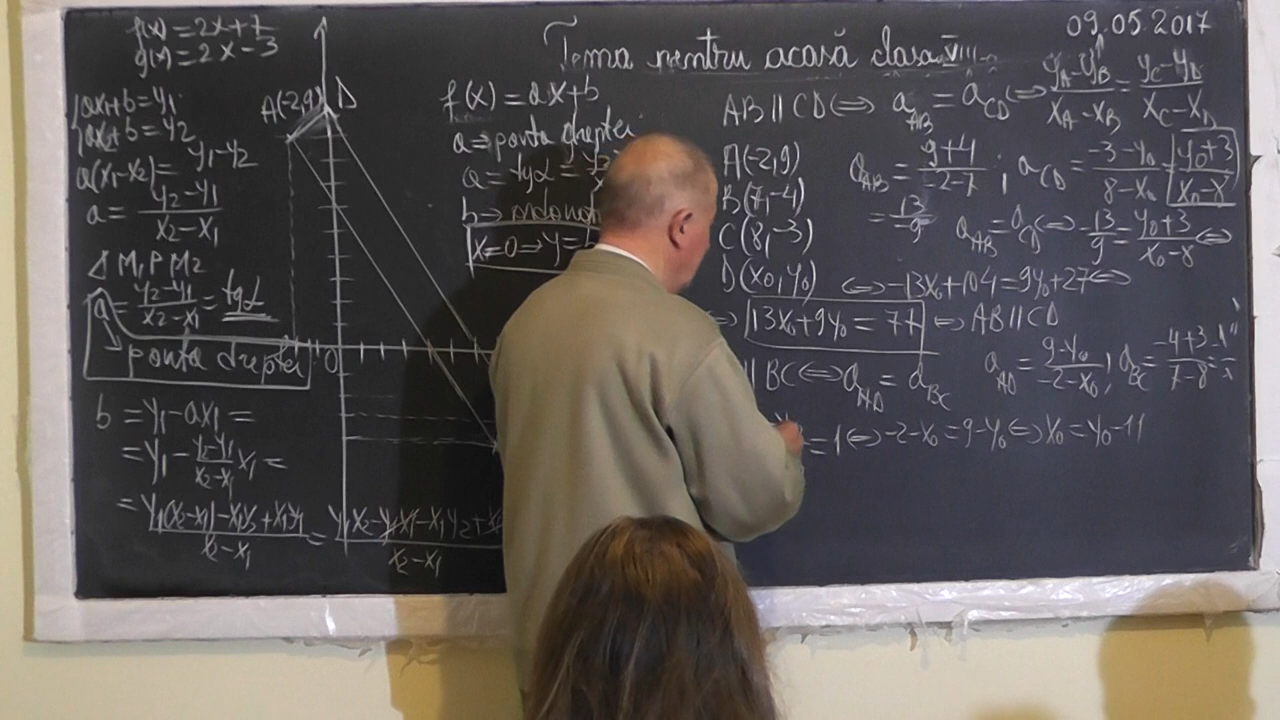 Tema pentru acasă clasa VIII
09.05.2017
f(x) = 2x+7
g(x) = 2x-3
ax₁+b=y₁
ax₂+b=y₂
a(x₁-x₂) = y₁-y₂
a = (y₂-y₁)/(x₂-x₁)
Δ M₁PM₂
a = (y₂-y₁)/(x₂-x₁) = tgα
panta dreptei
b = y₁-ax₁ =
= y₁ - (y₂-y₁)/(x₂-x₁) x₁ =
A(-2,9) D
0
f(x) = ax+b
a ⇒ panta dreptei
a = tgα =
b →
x=0 ⇒ y=
AB || CD ⇔ a_AB = a_CD ⇔ (y_A-y_B)/(x_A-x_B) = (y_C-y_D)/(x_C-x_D)
A(-2,9)
B(7,-4)
C(8,-3)
D(x₀,y₀)
a_AB = (9+4)/(-2-7) ; a_CD = (-3-y₀)/(8-x₀)
= 13/-9 a_AB = a_CD ⇔ -13/9 = (y₀+3)/(x₀-8) ⇔
⇔ -13x₀+104 = 9y₀+27 ⇔
⇔ 13x₀+9y₀ = 77 ⇔ AB || CD
|| BC ⇔ a_AD = a_BC a_AD = (9-y₀)/(-2-x₀) ; a_BC = (-4+3)/(7-8)
= 1 ⇔ -2-x₀ = 9-y₀ ⇔ x₀ = y₀-11